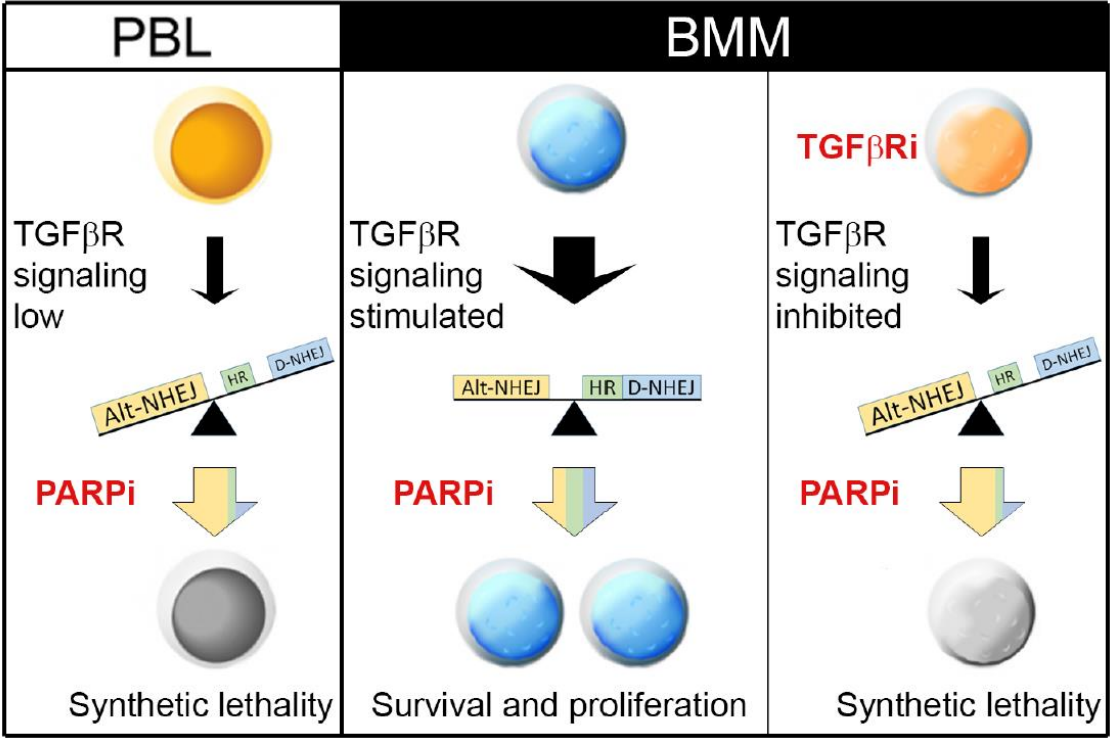 PBL
BMM
TGFβR
signaling
low
Alt-NHEJ
HR
D-NHEJ
PARPi
Synthetic lethality
TGFβR
signaling
stimulated
Alt-NHEJ
HR
D-NHEJ
PARPi
Survival and proliferation
TGFβRi
TGFβR
signaling
inhibited
Alt-NHEJ
HR
D-NHEJ
PARPi
Synthetic lethality